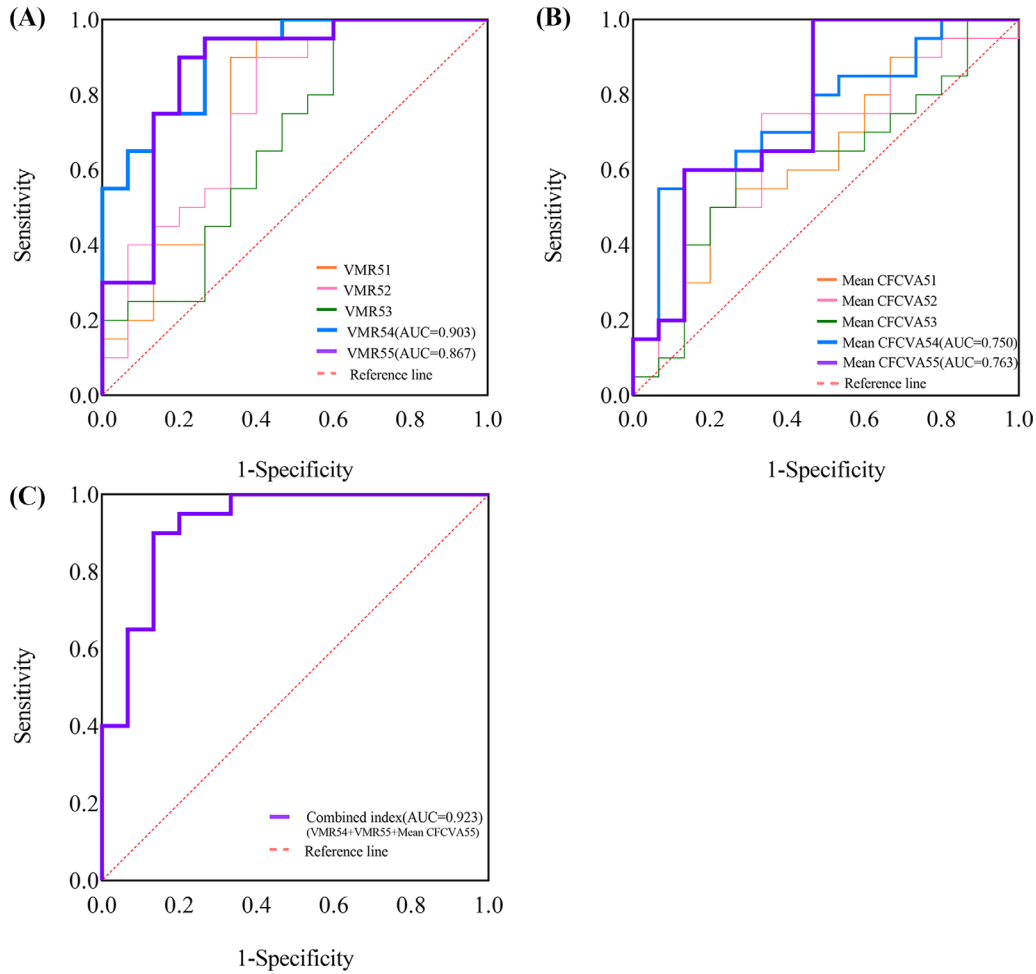 (A)
1.0
0.8
0.6
0.4
0.2
0.0
Sensitivity
VMR51
VMR52
VMR53
VMR54(AUC=0.903)
VMR55(AUC=0.867)
Reference line
0.0 0.2 0.4 0.6 0.8 1.0
1-Specificity
(B)
1.0
0.8
0.6
0.4
0.2
0.0
Sensitivity
Mean CFCVA51
Mean CFCVA52
Mean CFCVA53
Mean CFCVA54(AUC=0.750)
Mean CFCVA55(AUC=0.763)
Reference line
0.0 0.2 0.4 0.6 0.8 1.0
1-Specificity
(C)
1.0
0.8
0.6
0.4
0.2
0.0
Sensitivity
Combined index(AUC=0.923)
(VMR54+VMR55+Mean CFCVA55)
Reference line
0.0 0.2 0.4 0.6 0.8 1.0
1-Specificity